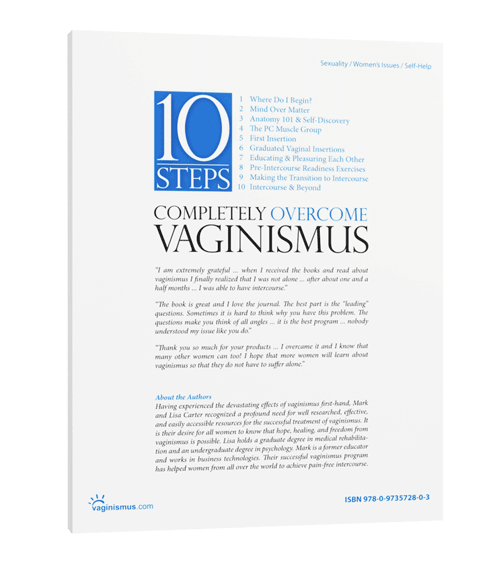 Sexuality / Women's Issues / Self-Help
10
STEPS
1 Where Do I Begin?
2 Mind Over Matter
3 Anatomy 101 & Self-Discovery
4 The PC Muscle Group
5 First Insertion
6 Graduated Vaginal Insertions
7 Educating & Pleasuring Each Other
8 Pre-Intercourse Readiness Exercises
9 Making the Transition to Intercourse
10 Intercourse & Beyond
COMPLETELY OVERCOME
VAGINISMUS
"I am extremely grateful ... when I received the books and read about
vaginismus I finally realized that I was not alone ... after about one and a
half months ... I was able to have intercourse."
"The book is great and I love the journal. The best part is the "leading"
questions. Sometimes it is hard to think why you have this problem. The
questions make you think of all angles ... it is the best program ... nobody
understood my issue like you do."
"Thank you so much for your products ... I overcame it and I know that
many other women can too! I hope that more women will learn about
vaginismus so that they do not have to suffer alone."
About the Authors
Having experienced the devastating effects of vaginismus first-hand, Mark
and Lisa Carter recognized a profound need for well researched, effective,
and easily accessible resources for the successful treatment of vaginismus. It
is their desire for all women to know that hope, healing, and freedom from
vaginismus is possible. Lisa holds a graduate degree in medical rehabilita-
tion and an undergraduate degree in psychology. Mark is a former educator
and works in business technologies. Their successful vaginismus program
has helped women from all over the world to achieve pain-free intercourse.
vaginismus.com
ISBN 978-0-9735728-0-3